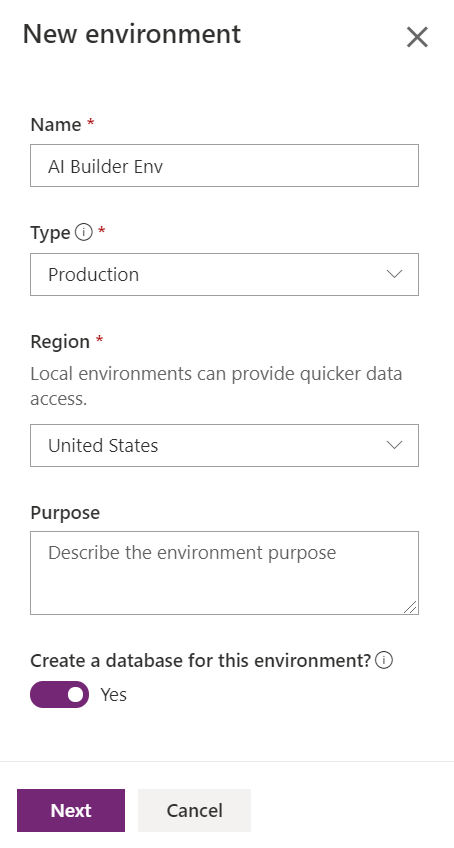 New environment
Name *
AI Builder Env
Type *
Production
Region *
Local environments can provide quicker data
access.
United States
Purpose
Describe the environment purpose
Create a database for this environment?
Yes
Next Cancel